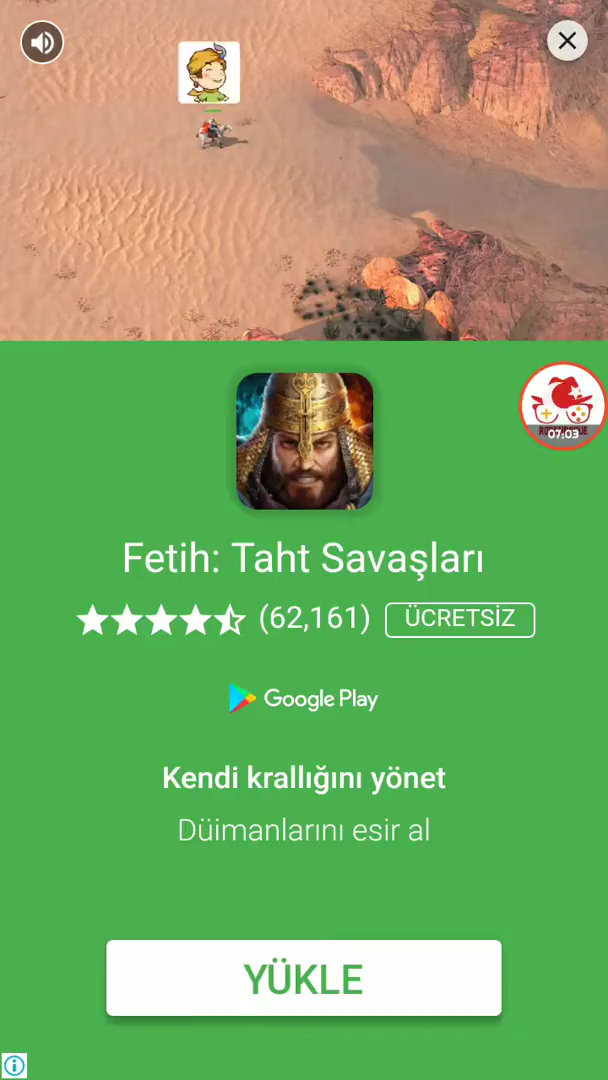 Fetih: Taht Savaşları
(62,161) ÜCRETSİZ
07:03
Google Play
Kendi krallığını yönet
Düimanlarını esir al
YÜKLE